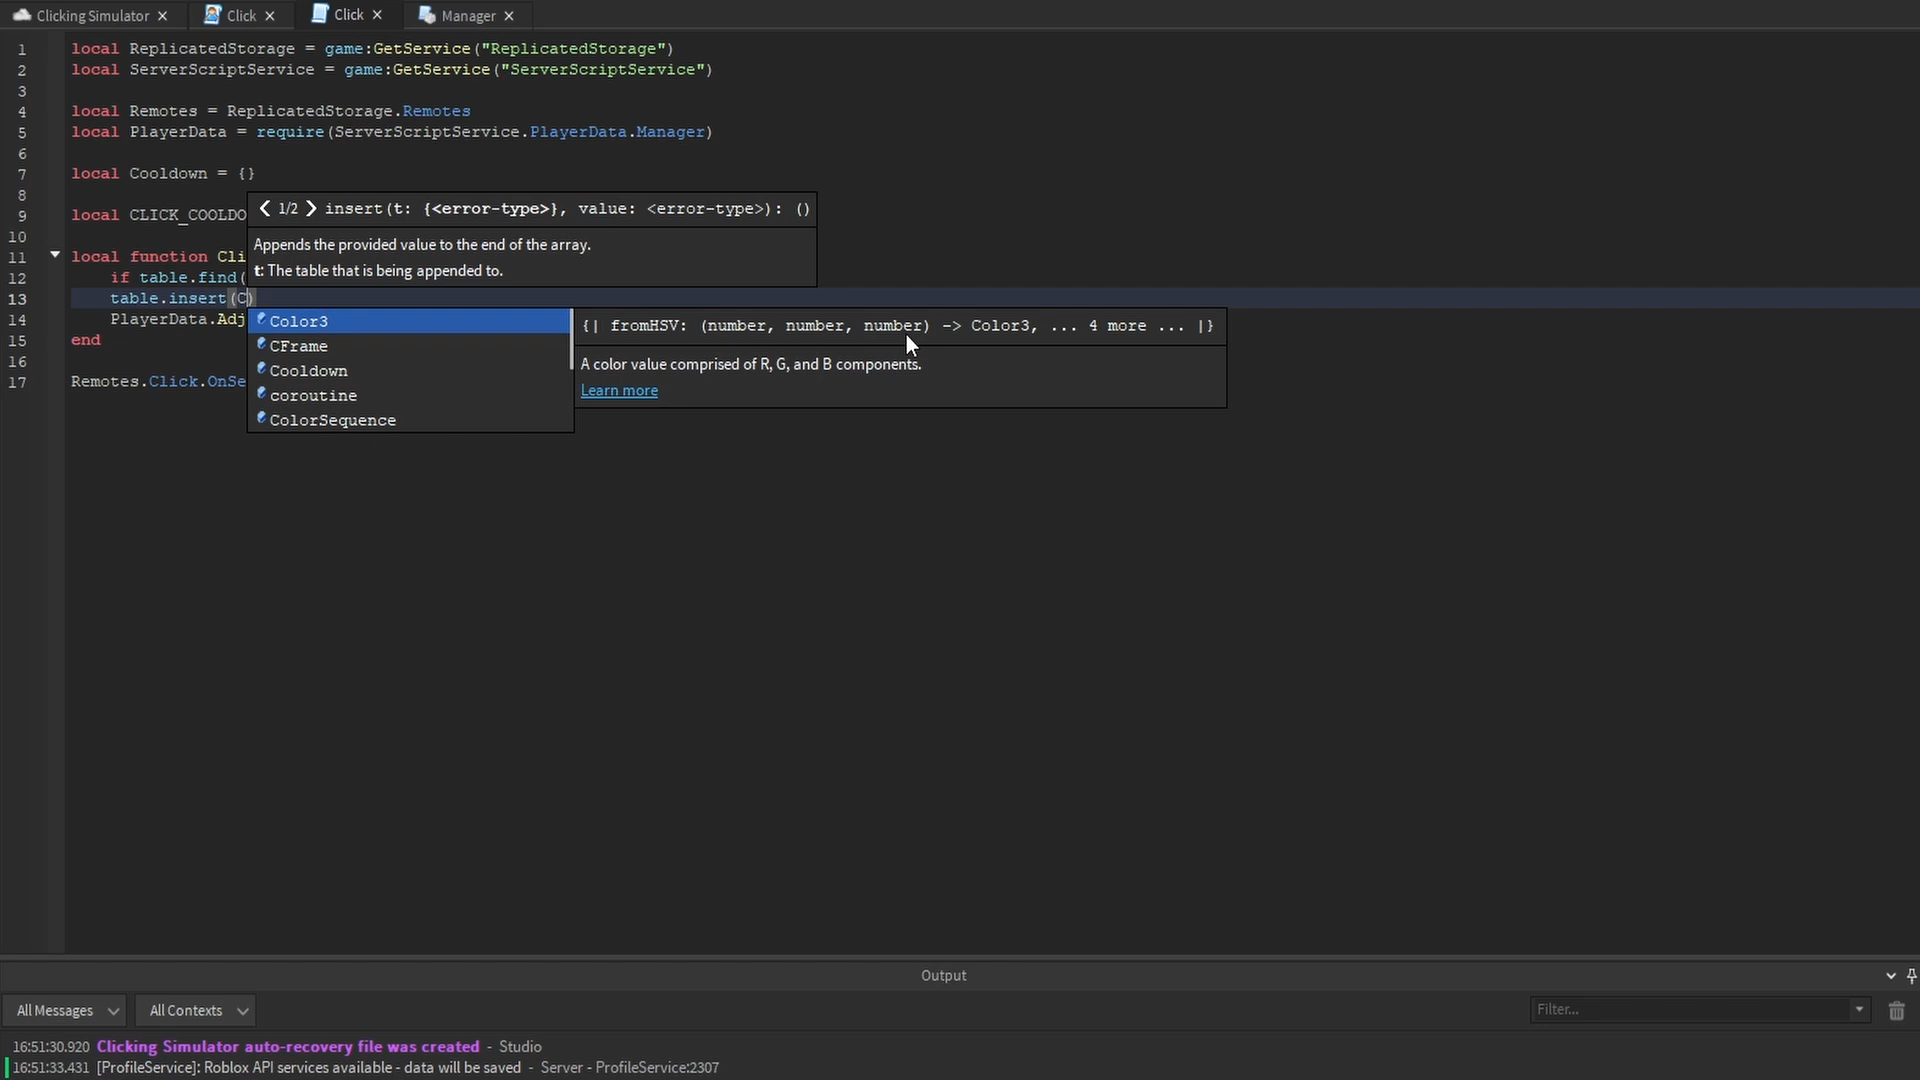 Clicking Simulator Click Click Manager
1 local ReplicatedStorage = game:GetService("ReplicatedStorage")
2 local ServerScriptService = game:GetService("ServerScriptService")
3
4 local Remotes = ReplicatedStorage.Remotes
5 local PlayerData = require(ServerScriptService.PlayerData.Manager)
6
7 local Cooldown = {}
8
1/2 insert(t: {<error-type>}, value: <error-type>): ()
9 local CLICK_COOLDO
10
Appends the provided value to the end of the array.
11 local function Cli
t: The table that is being appended to.
12 if table.find(
13 table.insert(C)
14 PlayerData.Adj
15 end
16
17 Remotes.Click.OnSe
Color3
CFrame
Cooldown
coroutine
ColorSequence
{| fromHSV: (number, number, number) -> Color3, ... 4 more ... |}
A color value comprised of R, G, and B components.
Learn more
Output
All Messages All Contexts Filter...
16:51:30.920 Clicking Simulator auto-recovery file was created - Studio
16:51:33.431 [ProfileService]: Roblox API services available - data will be saved - Server - ProfileService:2307